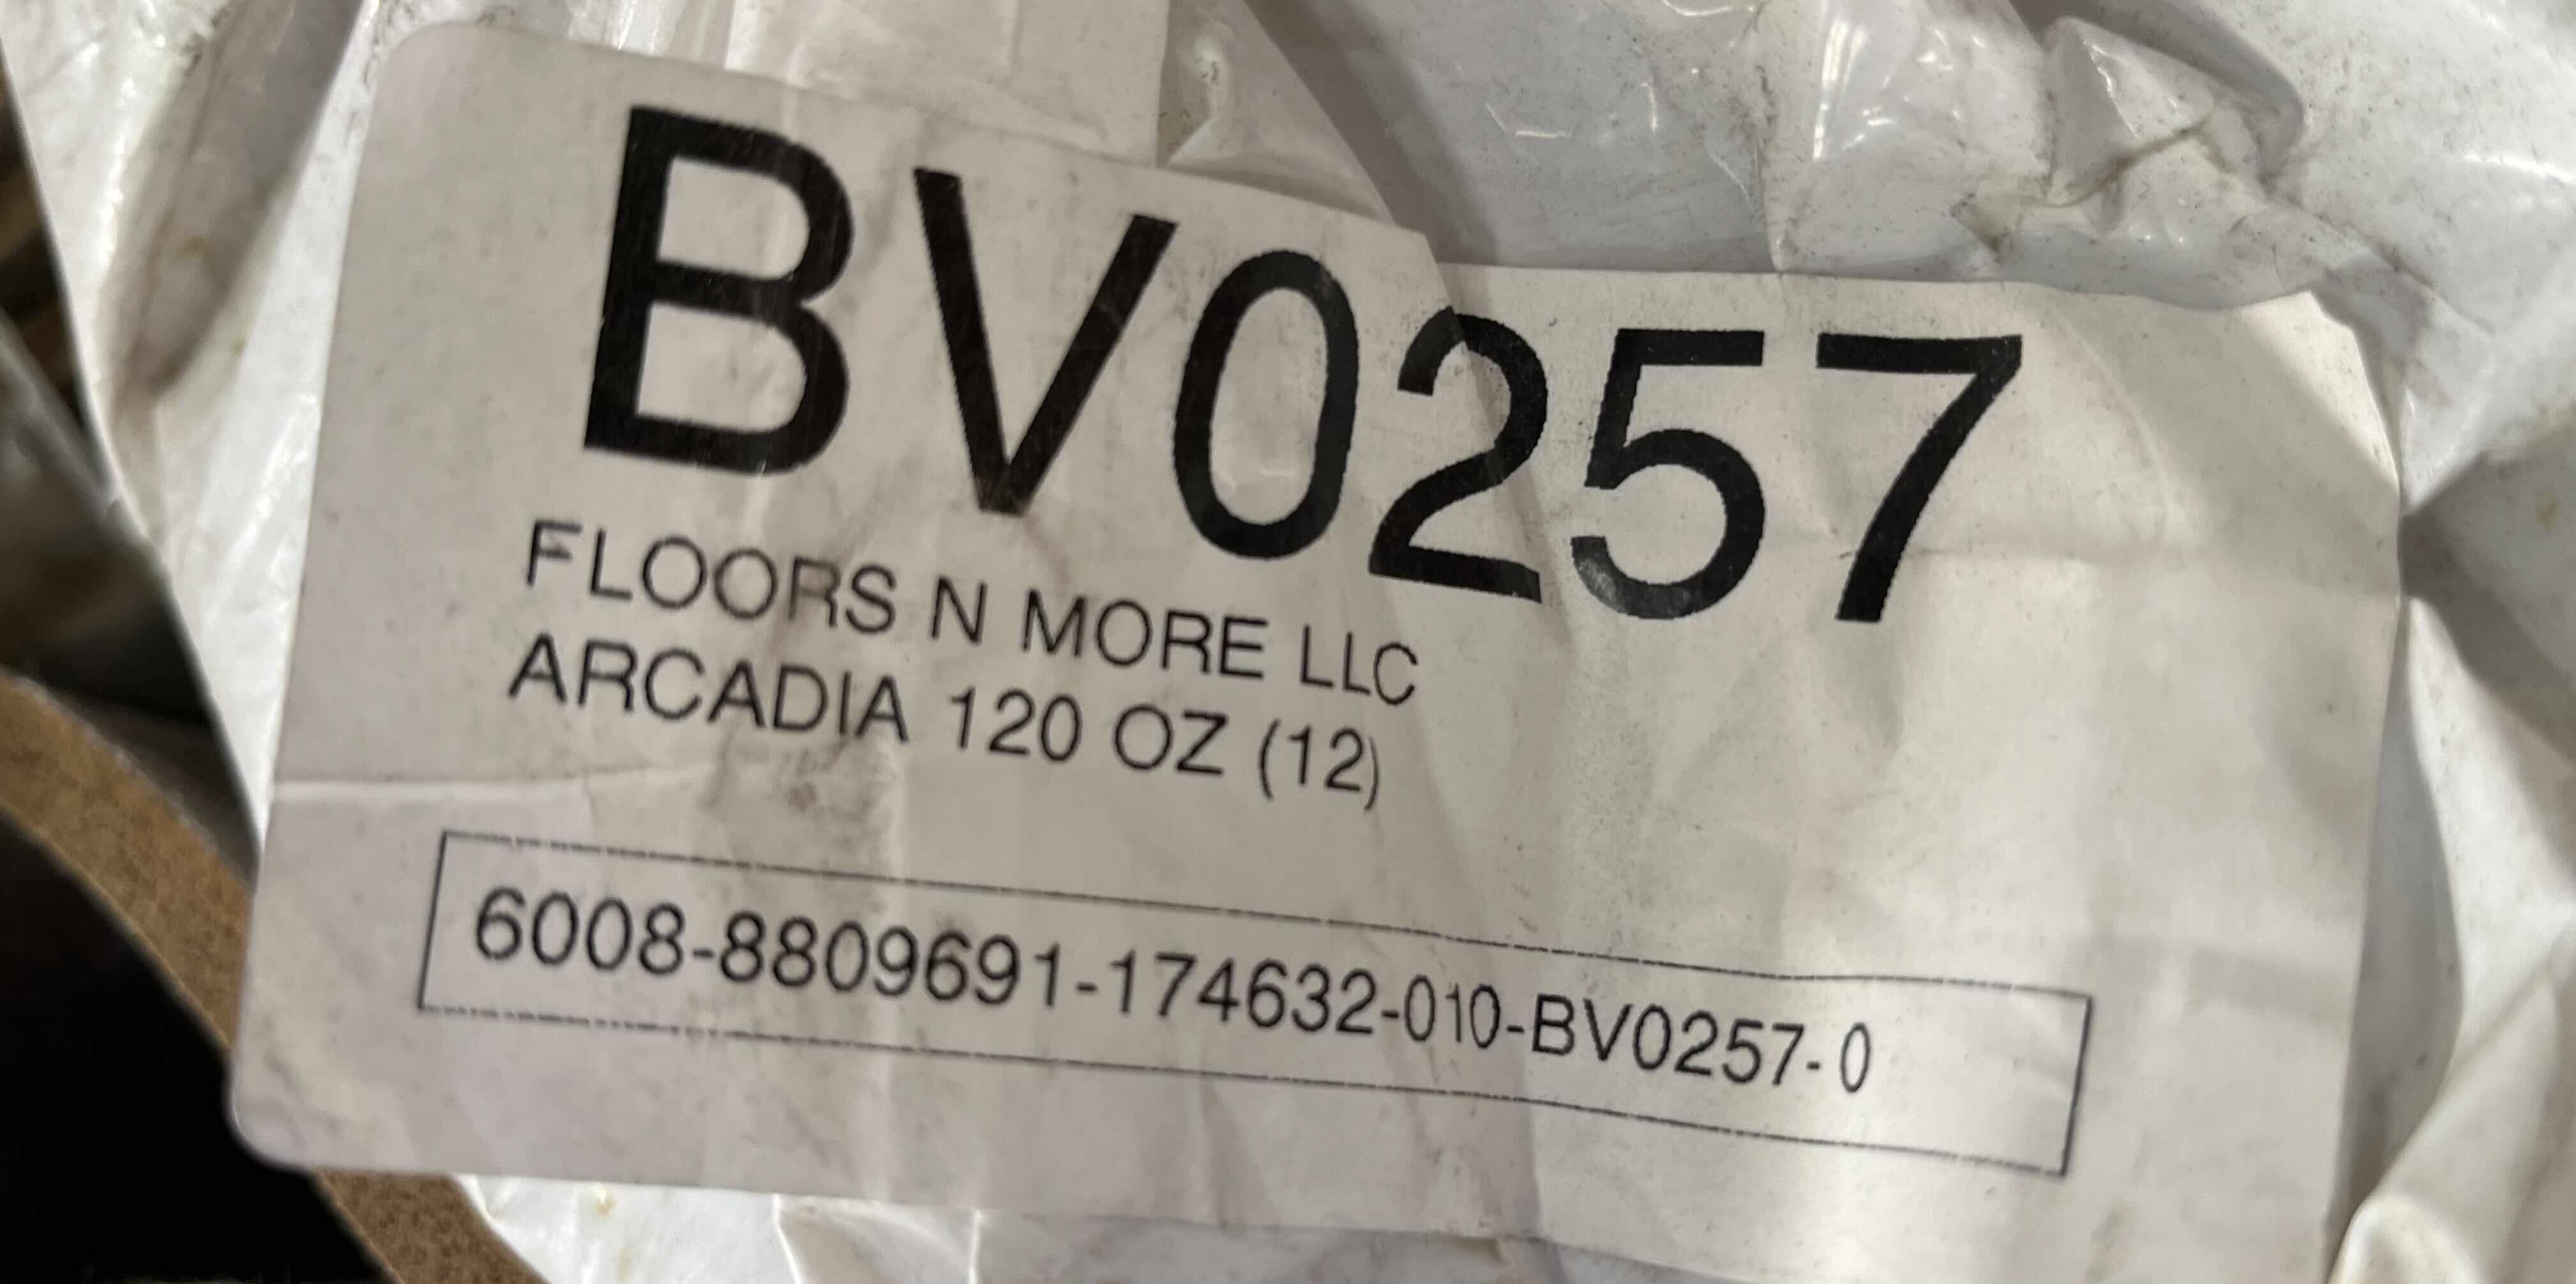 BV0257
FLOORS N MORE LLC
ARCADIA 120 OZ (12)
6008-8809691-174632-010-BV0257-0